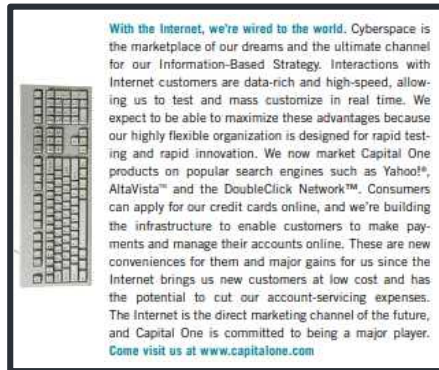 With the Internet, we're wired to the world. Cyberspace is
the marketplace of our dreams and the ultimate channel
for our Information-Based Strategy. Interactions with
Internet customers are data-rich and high-speed, allow-
ing us to test and mass customize in real time. We
expect to be able to maximize these advantages because
our highly flexible organization is designed for rapid test-
ing and rapid innovation. We now market Capital One
products on popular search engines such as Yahoo!®,
AltaVista™ and the DoubleClick Network™. Consumers
can apply for our credit cards online, and we're building
the infrastructure to enable customers to make pay-
ments and manage their accounts online. These are new
conveniences for them and major gains for us since the
Internet brings us new customers at low cost and has
the potential to cut our account-servicing expenses.
The Internet is the direct marketing channel of the future,
and Capital One is committed to being a major player.
Come visit us at www.capitalone.com